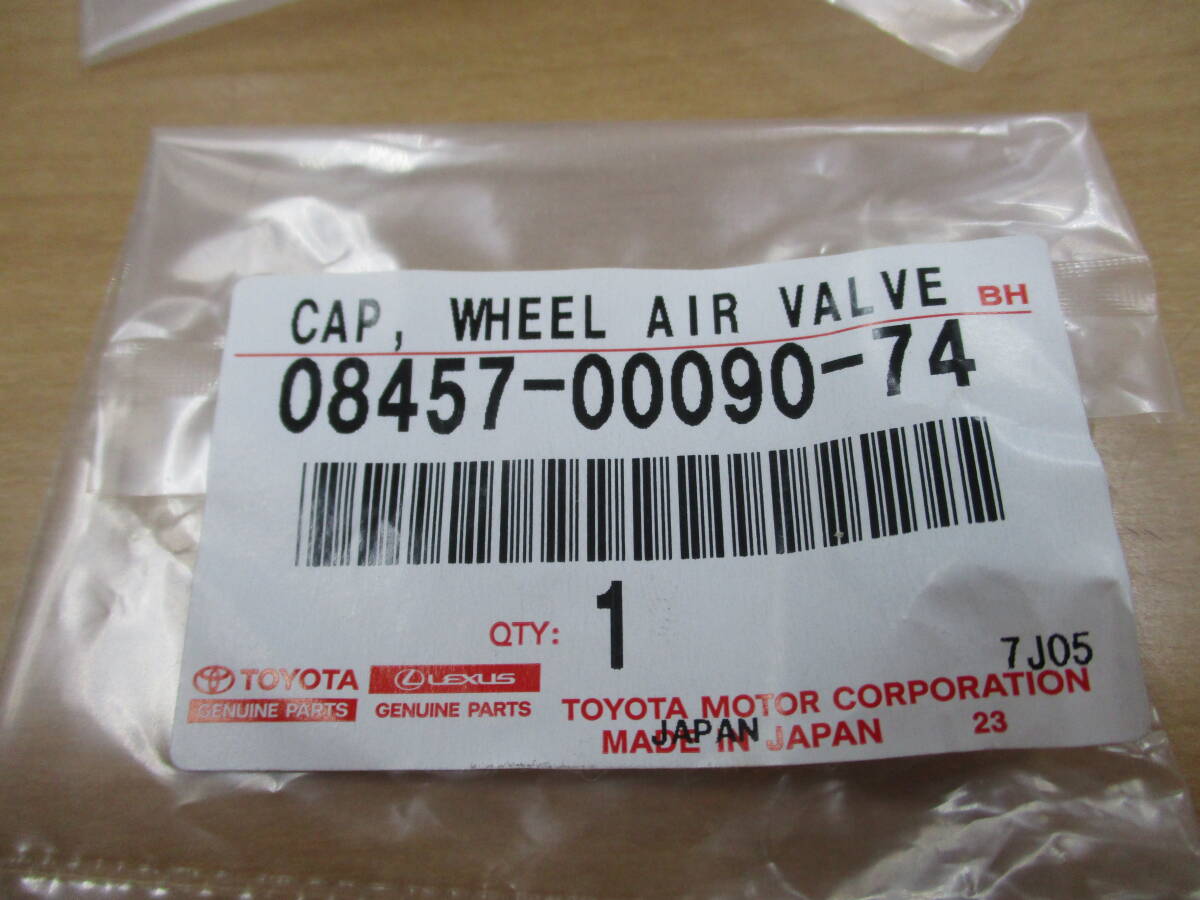 CAP, WHEEL AIR VALVE BH
08457-00090-74
QTY: 1
7J05
TOYOTA LEXUS
GENUINE PARTS GENUINE PARTS
TOYOTA MOTOR CORPORATION
MADE IN JAPAN 23
JAPAN